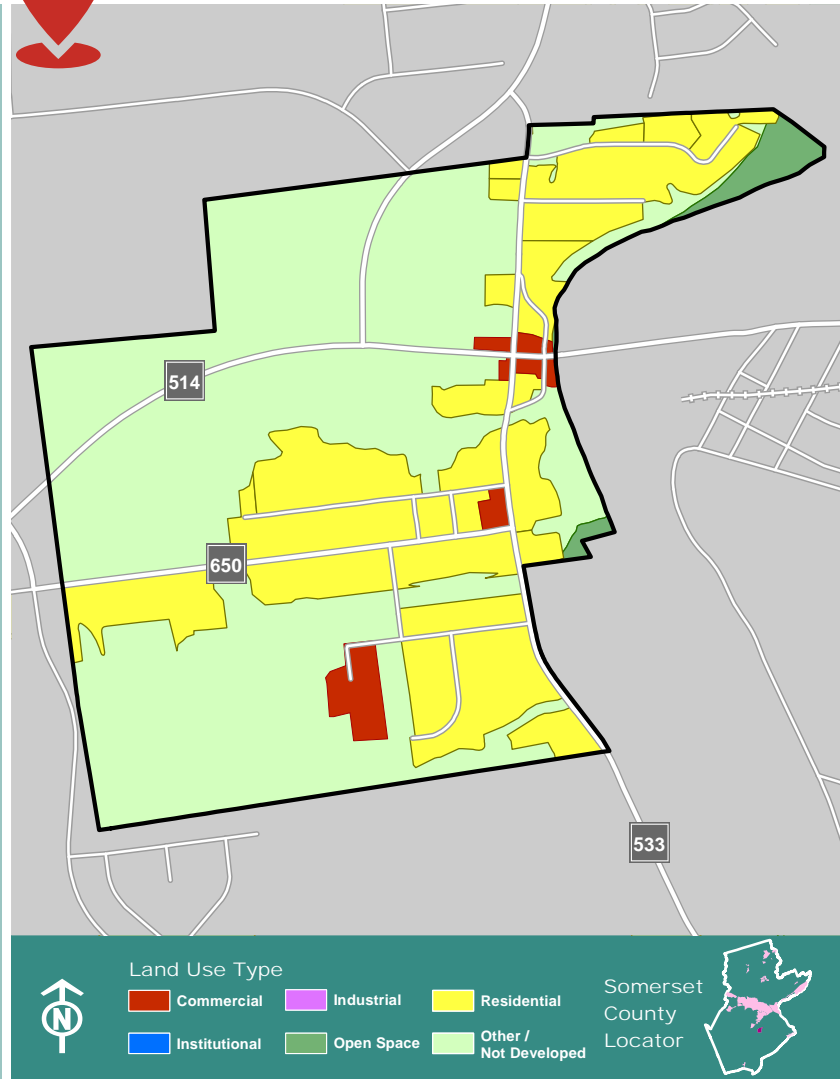 514
650
533
Land Use Type
Commercial
Industrial
Residential
Institutional
Open Space
Other /
Not Developed
N
Somerset
County
Locator